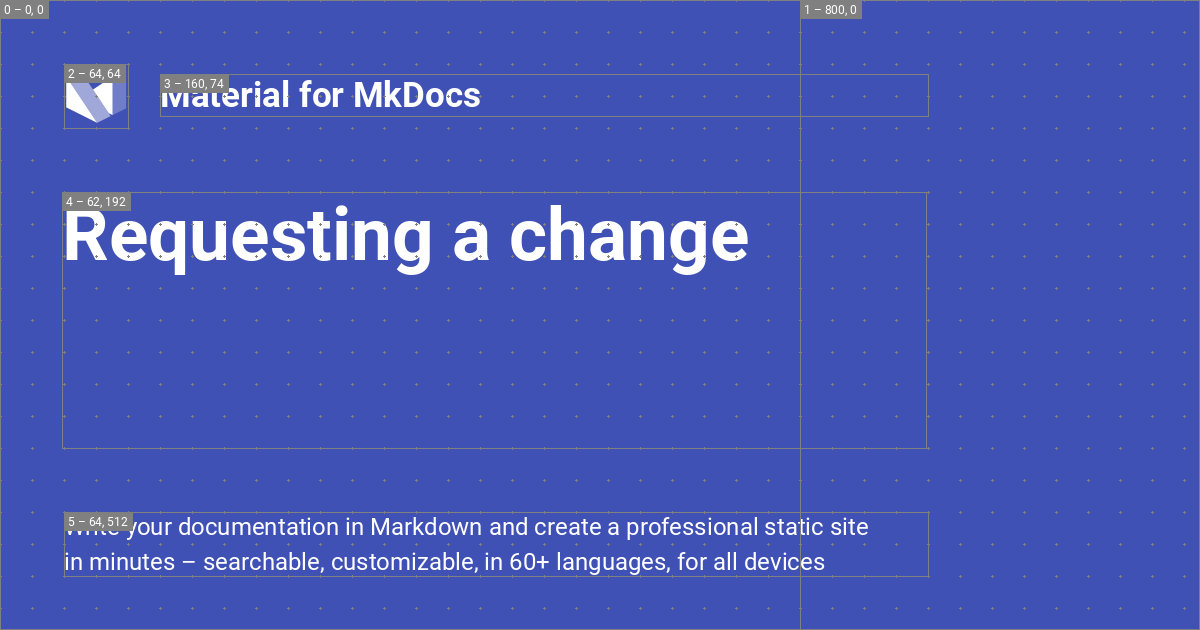 0 – 0, 0
1 – 800, 0
2 – 64, 64
3 – 160, 74
Material for MkDocs
4 – 62, 192
Requesting a change
5 – 64, 512
Write your documentation in Markdown and create a professional static site
in minutes – searchable, customizable, in 60+ languages, for all devices